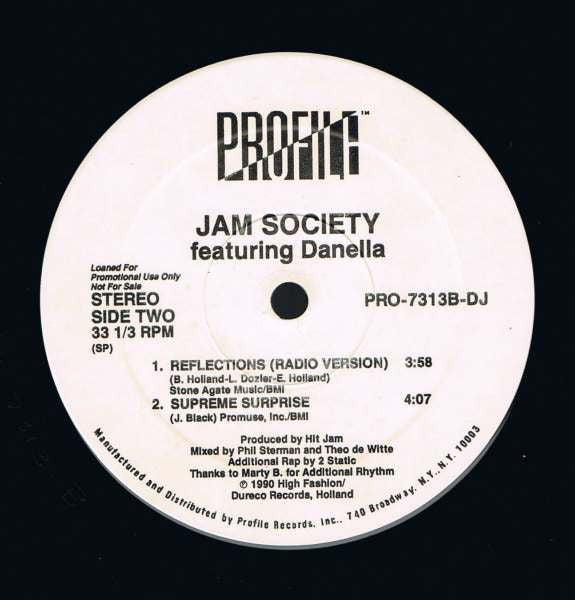 PROFILE™
JAM SOCIETY
featuring Danella
Loaned For
Promotional Use Only
Not For Sale
STEREO
SIDE TWO
33 1/3 RPM
(SP)
PRO-7313B-DJ
1. REFLECTIONS (RADIO VERSION) 3:58
(B. Holland-L. Dozier-E. Holland)
Stone Agate Music/BMI
2. SUPREME SURPRISE 4:07
(J. Black) Promuse, Inc./BMI
Produced by Hit Jam
Mixed by Phil Sterman and Theo de Witte
Additional Rap by 2 Static
Thanks to Marty B. for Additional Rhythm
℗ 1990 High Fashion/
Dureco Records, Holland
Manufactured and Distributed by Profile Records, Inc., 740 Broadway, N.Y., N.Y. 10003